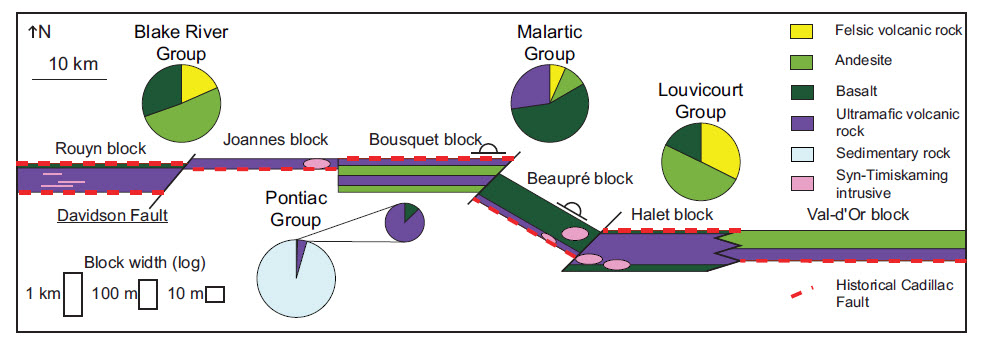 ↑N
10 km
Blake River
Group
Malartic
Group
Louvicourt
Group
Felsic volcanic rock
Andesite
Basalt
Ultramafic volcanic
rock
Sedimentary rock
Syn-Timiskaming
intrusive
Historical Cadillac
Fault
Rouyn block
Joannes block
Bousquet block
Beaupré block
Halet block
Val-d'Or block
Davidson Fault
Pontiac
Group
Block width (log)
1 km
100 m
10 m